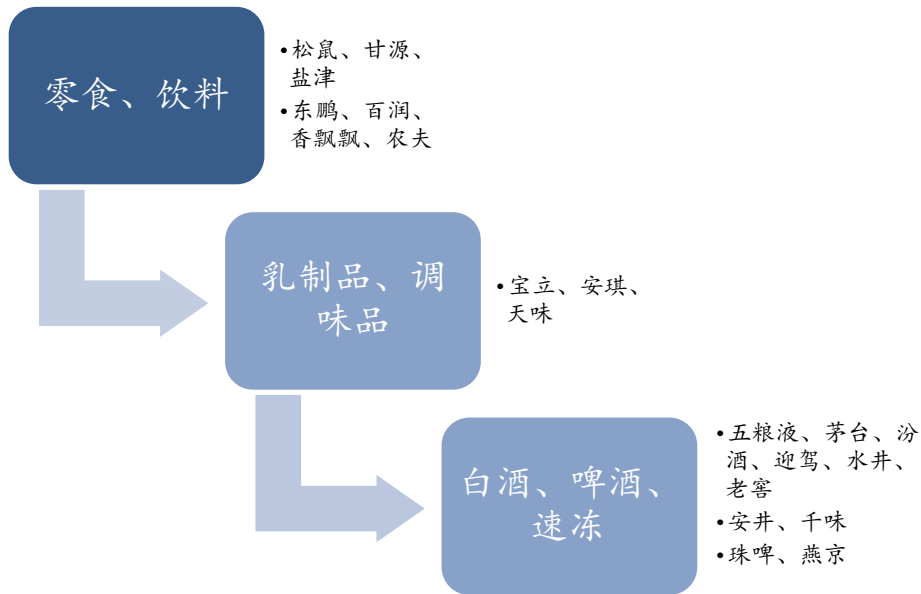 零食、饮料
•松鼠、甘源、
盐津
•东鹏、百润、
香飘飘、农夫
乳制品、调
味品
•宝立、安琪、
天味
白酒、啤酒、
速冻
•五粮液、茅台、汾
酒、迎驾、水井、
老窖
•安井、千味
•珠啤、燕京